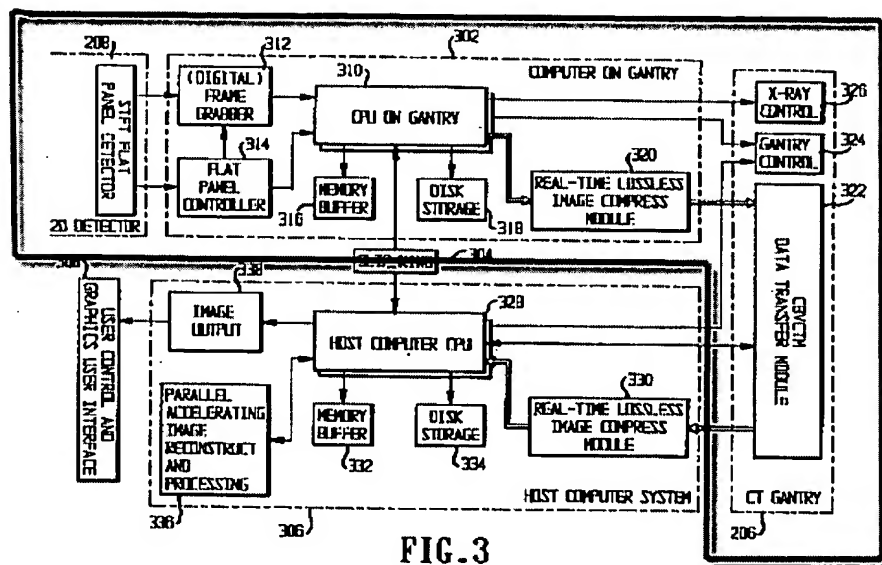 208
312
302
(DIGITAL)
FRAME
GRABBER
310
CPU ON GANTRY
COMPUTER ON GANTRY
X-RAY
CONTROL
326
GANTRY
CONTROL
324
STFT FLAT
PANEL DETECTOR
314
FLAT
PANEL
CONTROLLER
MEMORY
BUFFER
316
DISK
STORAGE
318
320
REAL-TIME LOSSLESS
IMAGE COMPRESS
MODULE
322
2D DETECTOR
304
338
CBVCTM
DATA TRANSFER
MODULE
IMAGE
OUTPUT
328
HOST COMPUTER CPU
USER CONTROL AND
GRAPHICS USER INTERFACE
PARALLEL
ACCELERATING
IMAGE
RECONSTRUCT
AND
PROCESSING
336
MEMORY
BUFFER
332
DISK
STORAGE
334
330
REAL-TIME LOSSLESS
IMAGE COMPRESS
MODULE
HOST COMPUTER SYSTEM
306
CT GANTRY
206
FIG.3